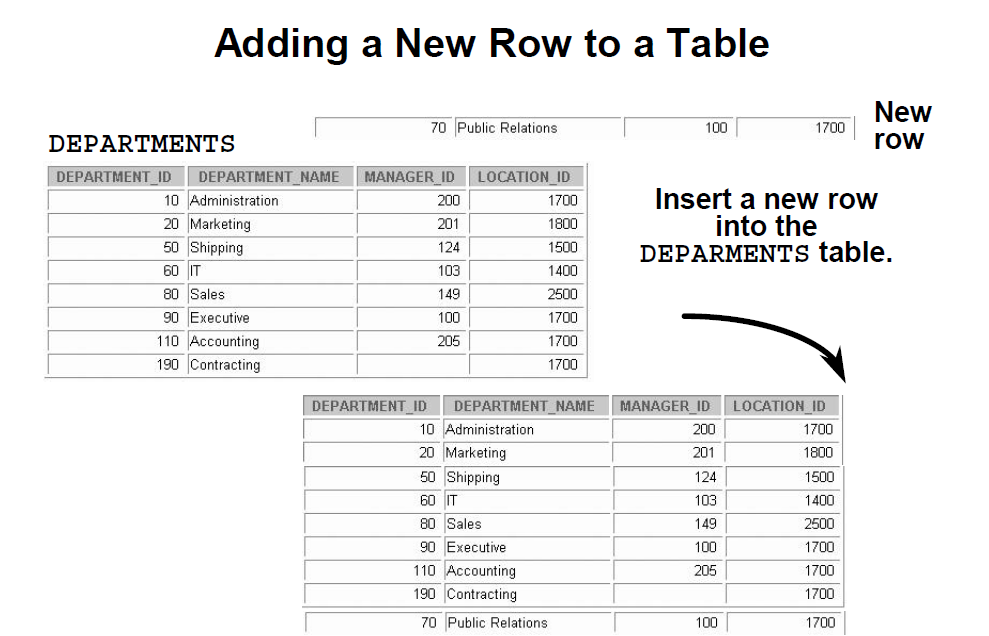 Adding a New Row to a Table
70 Public Relations 100 1700
New
row
DEPARTMENTS
DEPARTMENT_ID DEPARTMENT_NAME MANAGER_ID LOCATION_ID
10 Administration 200 1700
20 Marketing 201 1800
50 Shipping 124 1500
60 IT 103 1400
80 Sales 149 2500
90 Executive 100 1700
110 Accounting 205 1700
190 Contracting 1700
Insert a new row
into the
DEPARMENTS table.
DEPARTMENT_ID DEPARTMENT_NAME MANAGER_ID LOCATION_ID
10 Administration 200 1700
20 Marketing 201 1800
50 Shipping 124 1500
60 IT 103 1400
80 Sales 149 2500
90 Executive 100 1700
110 Accounting 205 1700
190 Contracting 1700
70 Public Relations 100 1700